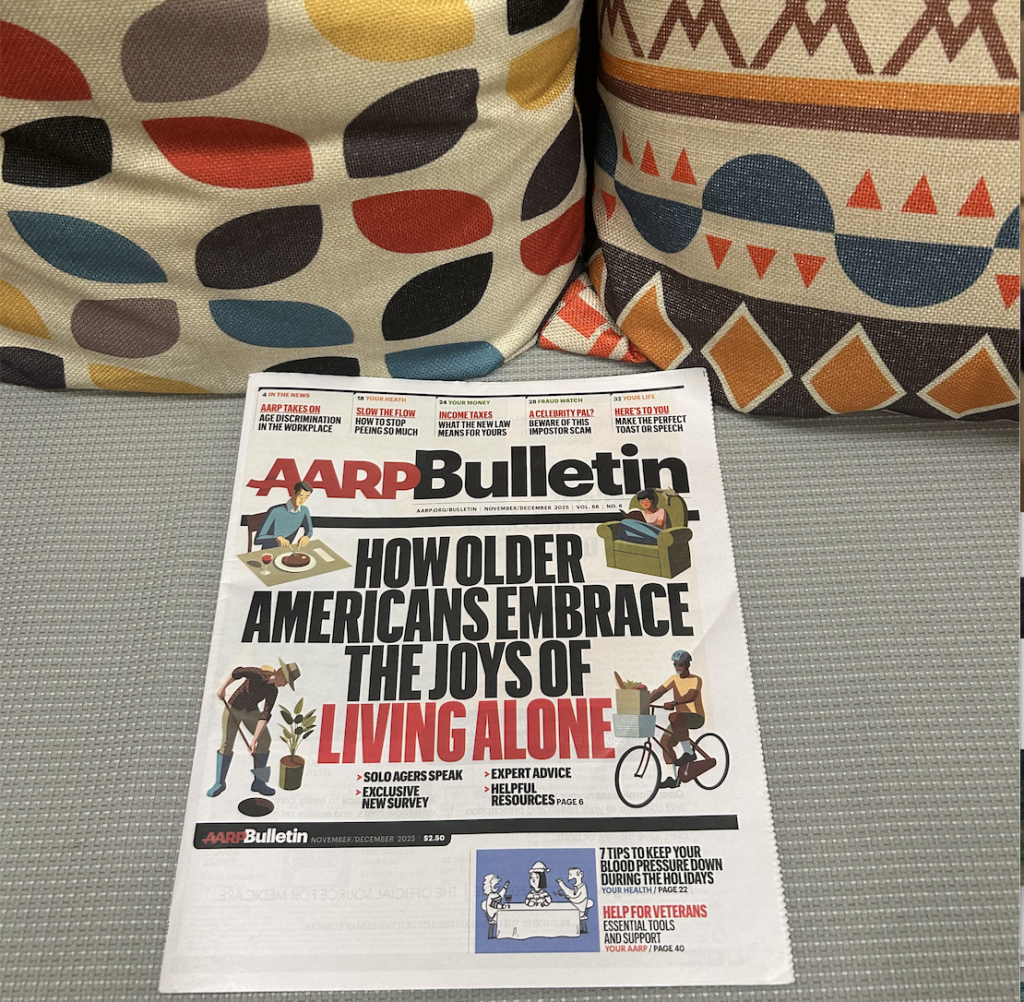 4 IN THE NEWS
AARP TAKES ON
AGE DISCRIMINATION
IN THE WORKPLACE
18 YOUR HEATH
SLOW THE FLOW
HOW TO STOP
PEEING SO MUCH
24 YOUR MONEY
INCOME TAXES
WHAT THE NEW LAW
MEANS FOR YOURS
28 FRAUD WATCH
A CELEBRITY PAL?
BEWARE OF THIS
IMPOSTOR SCAM
32 YOUR LIFE
HERE'S TO YOU
MAKE THE PERFECT
TOAST OR SPEECH
AARP Bulletin
AARP.ORG/BULLETIN | NOVEMBER/DECEMBER 2025 | VOL. 66 | NO. 6
HOW OLDER
AMERICANS EMBRACE
THE JOYS OF
LIVING ALONE
> SOLO AGERS SPEAK
> EXCLUSIVE
NEW SURVEY
> EXPERT ADVICE
> HELPFUL
RESOURCES PAGE 6
AARP Bulletin NOVEMBER/DECEMBER 2025 $2.50
7 TIPS TO KEEP YOUR
BLOOD PRESSURE DOWN
DURING THE HOLIDAYS
YOUR HEALTH / PAGE 22
HELP FOR VETERANS
ESSENTIAL TOOLS
AND SUPPORT
YOUR AARP / PAGE 40